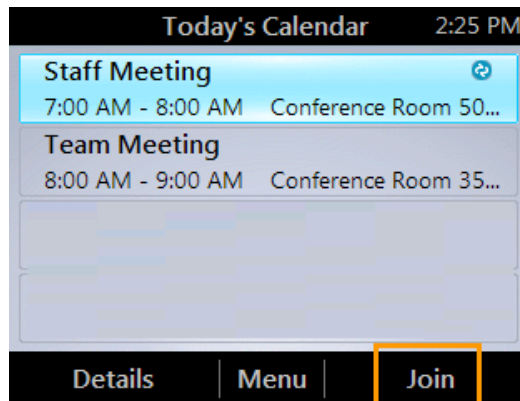 Today's Calendar 2:25 PM
Staff Meeting
7:00 AM - 8:00 AM Conference Room 50...
Team Meeting
8:00 AM - 9:00 AM Conference Room 35...
Details Menu Join